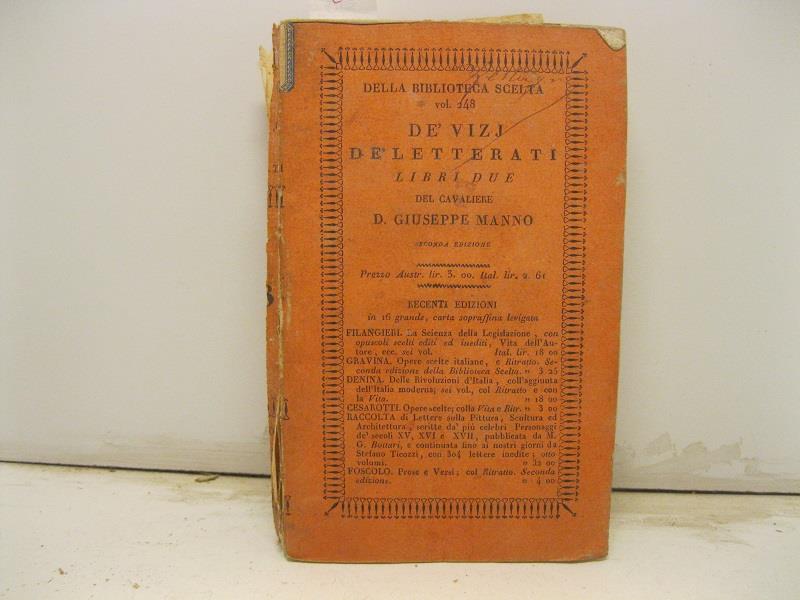 DELLA BIBLIOTECA SCELTA
vol. 248
DE' VIZJ
DE' LETTERATI
LIBRI DUE
DEL CAVALIERE
D. GIUSEPPE MANNO
SECONDA EDIZIONE
Prezzo Austr. lir. 3. 00. Ital. lir. 2. 61
RECENTI EDIZIONI
in 16 grande, carta sopraffina levigata
FILANGIERI. La Scienza della Legislazione, con
opuscoli scelti editi ed inediti, Vita dell'Au-
tore, ecc. sei vol. Ital. lir. 18 00
GRAVINA. Opere scelte italiane, e Ritratto. Se-
conda edizione della Biblioteca Scelta. " 3 25
DENINA. Delle Rivoluzioni d'Italia, coll'aggiunta
dell'Italia moderna; sei vol., col Ritratto e con
la Vita. " 18 00
CESAROTTI. Opere scelte; colla Vita e Ritr. " 3 00
RACCOLTA di Lettere sulla Pittura, Scultura ed
Architettura, scritte da' più celebri Personaggi
de' secoli XV, XVI e XVII, pubblicata da M.
G. Bottari, e continuata fino ai nostri giorni da
Stefano Ticozzi, con 304 lettere inedite; otto
volumi. " 32 00
FOSCOLO. Prose e Versi; col Ritratto. Seconda
edizione. " 4 00